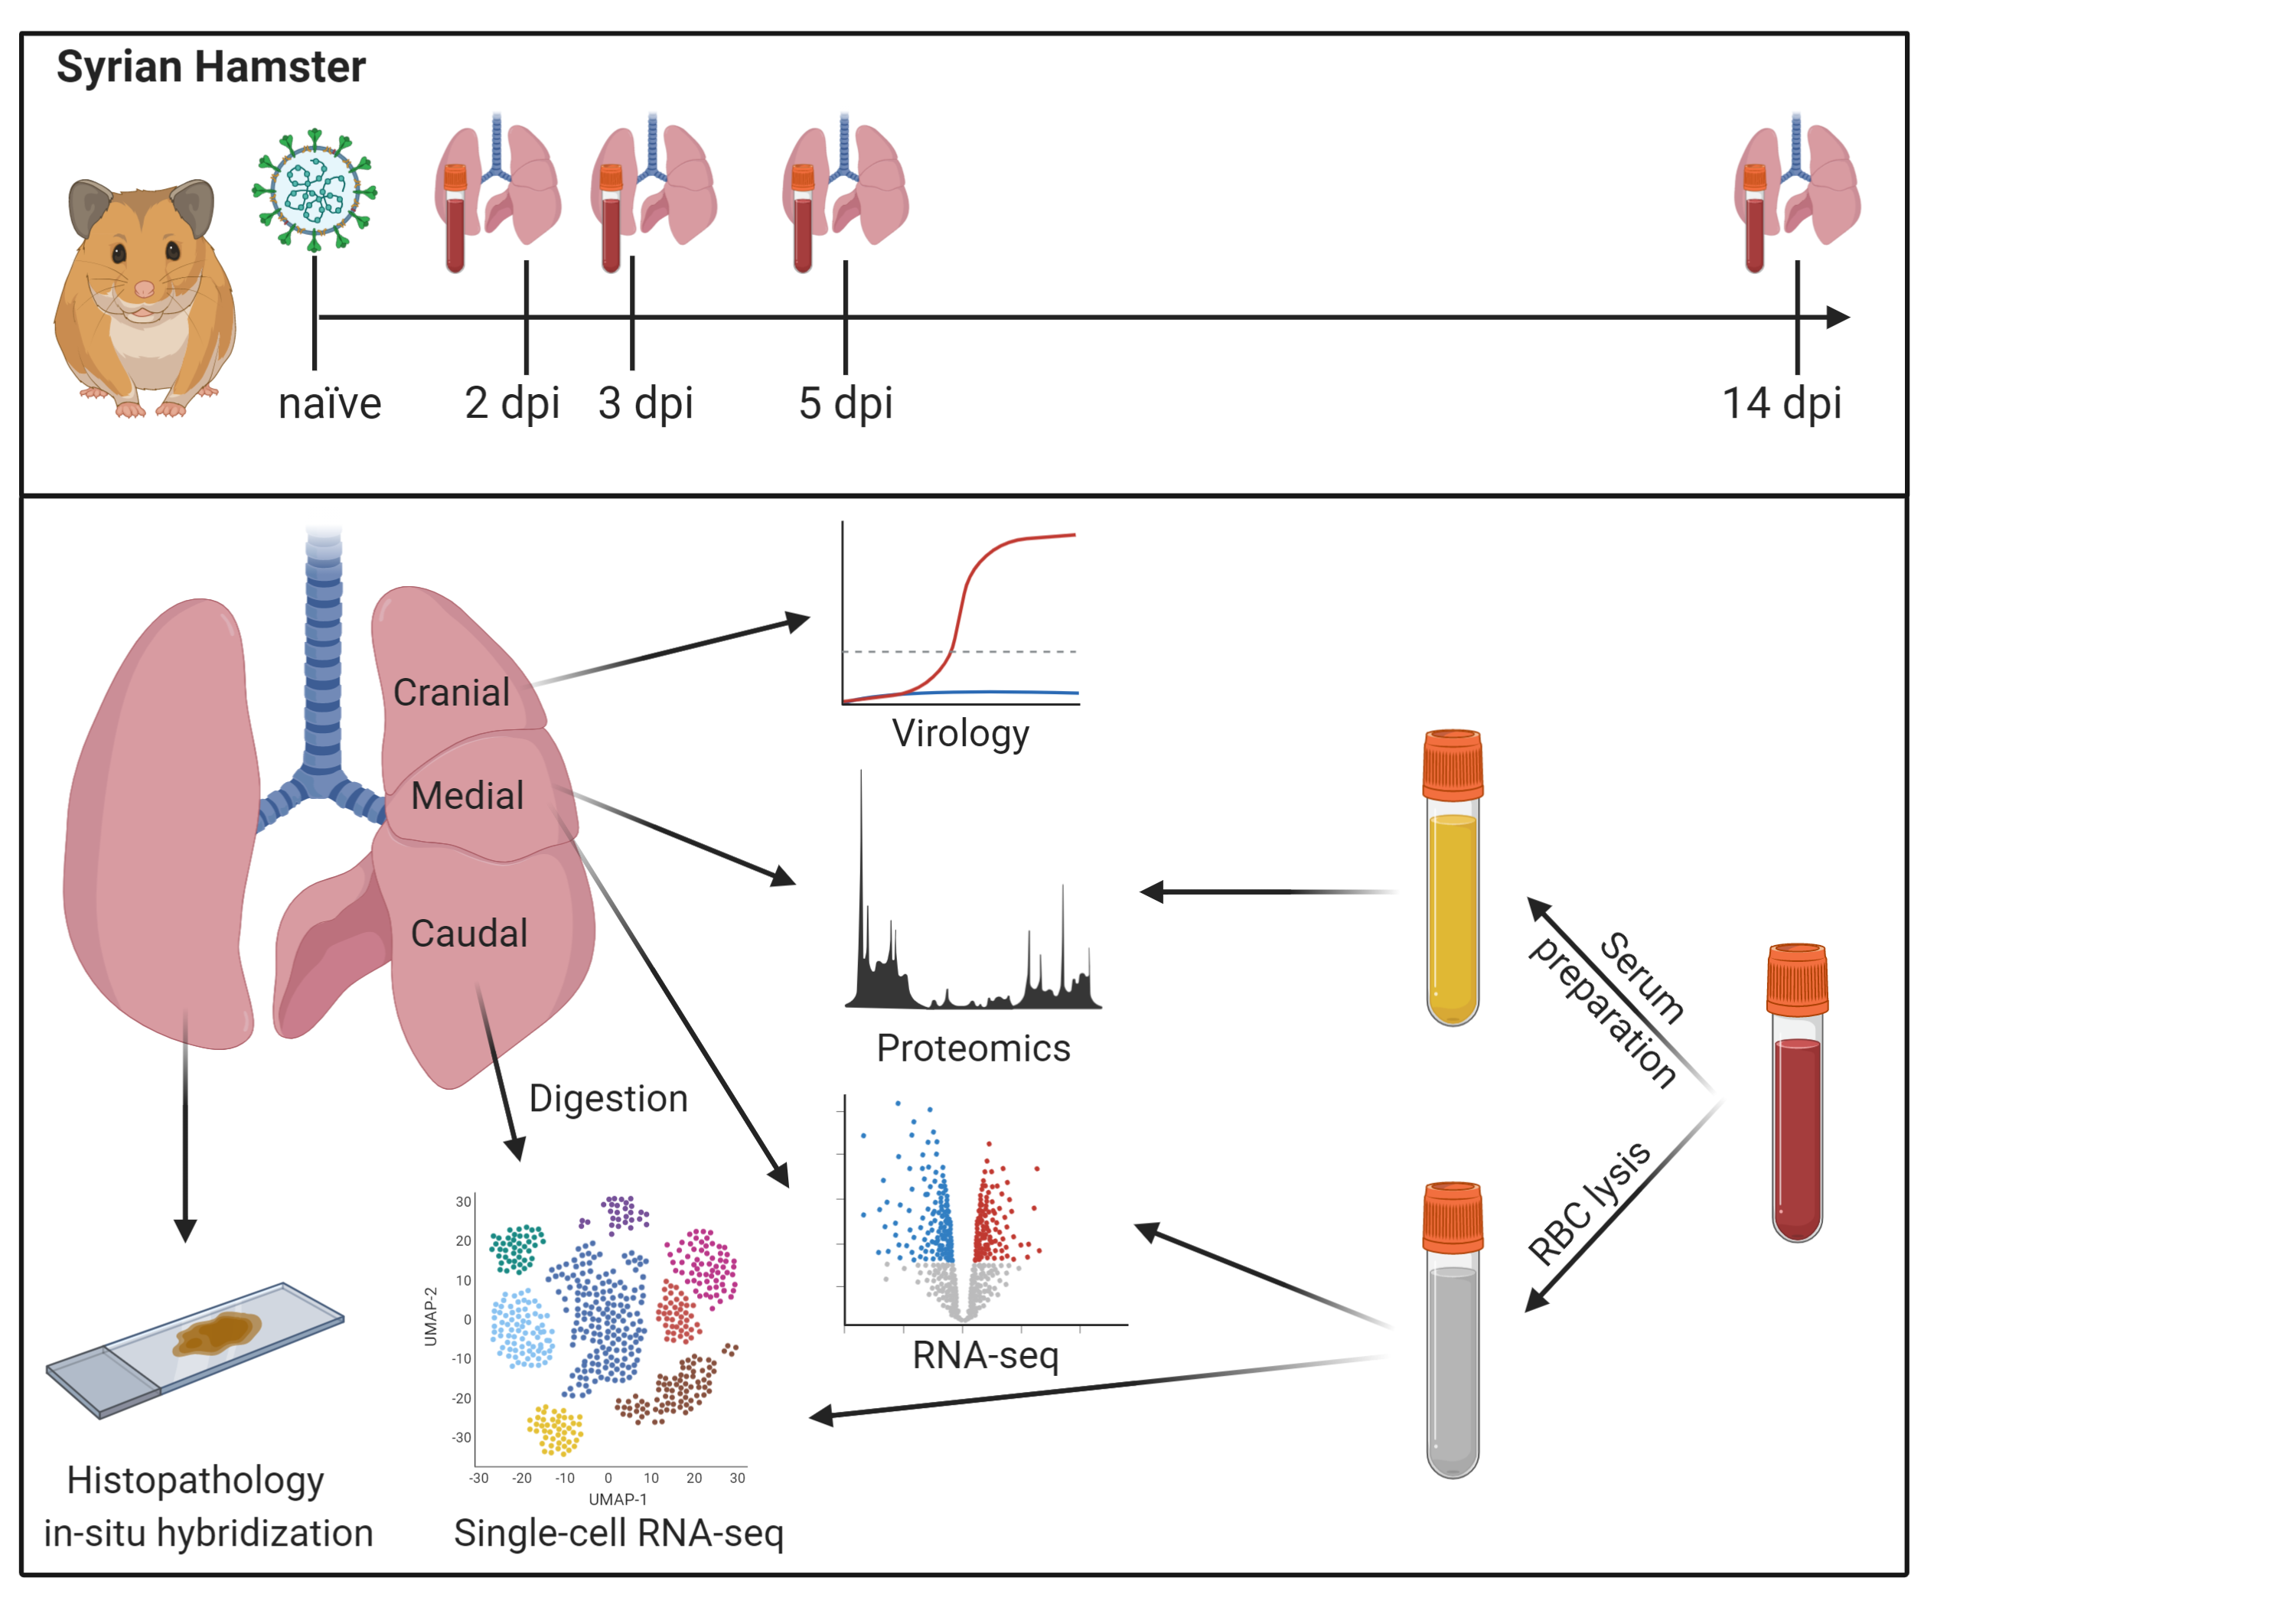 Syrian Hamster
naïve
2 dpi
3 dpi
5 dpi
14 dpi
Cranial
Medial
Caudal
Digestion
Virology
Proteomics
RNA-seq
Serum
preparation
RBC lysis
30
20
10
0
-10
-20
-30
UMAP-2
-30 -20 -10 0 10 20 30
UMAP-1
Single-cell RNA-seq
Histopathology
in-situ hybridization